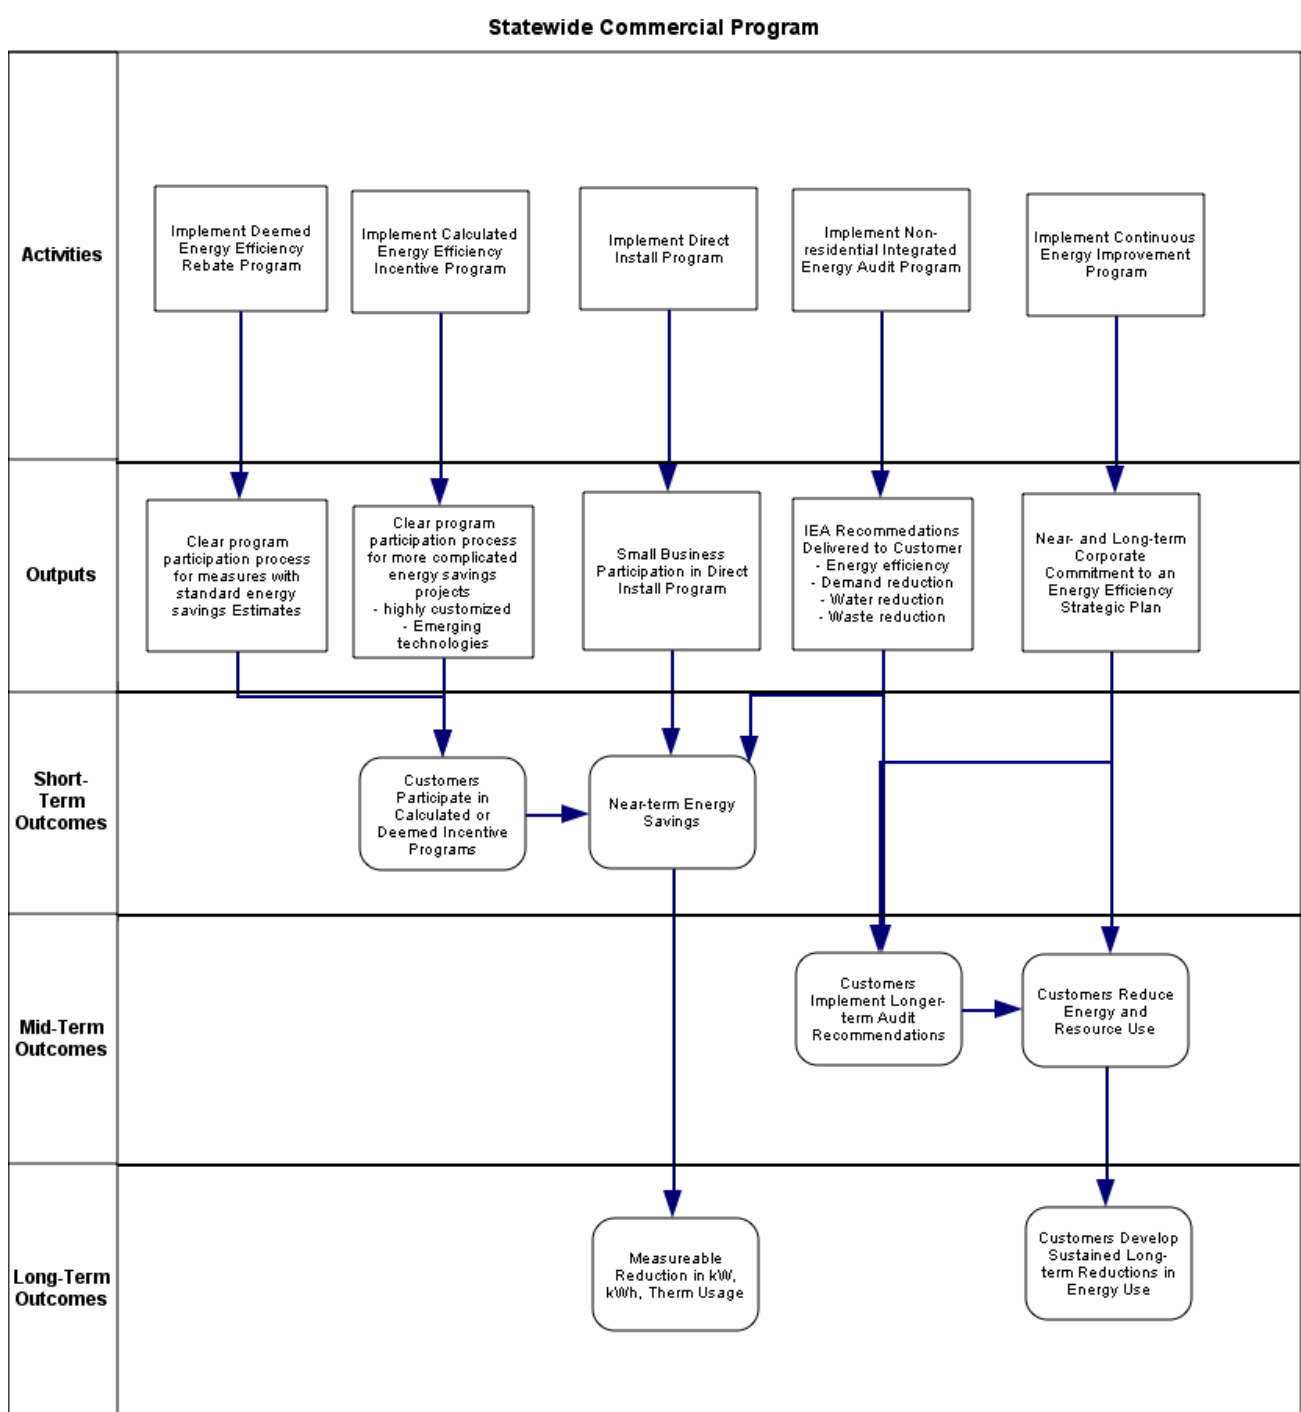 Statewide Commercial Program
Activities
Implement Deemed
Energy Efficiency
Rebate Program
Implement Calculated
Energy Efficiency
Incentive Program
Implement Direct
Install Program
Implement Non-
residential Integrated
Energy Audit Program
Implement Continuous
Energy Improvement
Program
Outputs
Clear program
participation process
for measures with
standard energy
savings Estimates
Clear program
participation process
for more complicated
energy savings
projects
- highly customized
- Emerging
technologies
Small Business
Participation in Direct
Install Program
IEA Recommedations
Delivered to Customer
- Energy efficiency
- Demand reduction
- Water reduction
- Waste reduction
Near- and Long-term
Corporate
Commitment to an
Energy Efficiency
Strategic Plan
Short-
Term
Outcomes
Customers
Participate in
Calculated or
Deemed Incentive
Programs
Near-term Energy
Savings
Mid-Term
Outcomes
Customers
Implement Longer-
term Audit
Recommendations
Customers Reduce
Energy and
Resource Use
Long-Term
Outcomes
Measureable
Reduction in kW,
kWh, Therm Usage
Customers Develop
Sustained Long-
term Reductions in
Energy Use